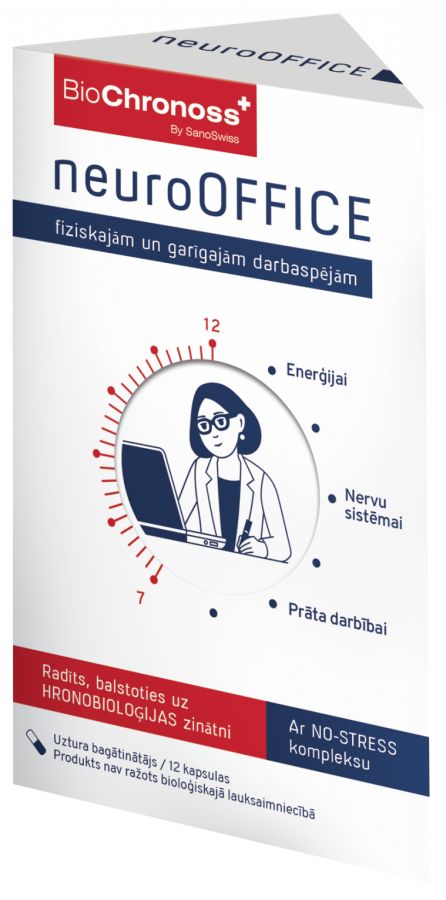 neuroOFFICE
BioChronoss+
By SanoSwiss
neuroOFFICE
fiziskajām un garīgajām darbaspējām
12
Enerģijai
Nervu
sistēmai
Prāta darbībai
7
Radīts, balstoties uz
HRONOBIOLOĢIJAS zinātni
Ar NO-STRESS
kompleksu
Uztura bagātinātājs / 12 kapsulas
Produkts nav ražots bioloģiskajā lauksaimniecībā